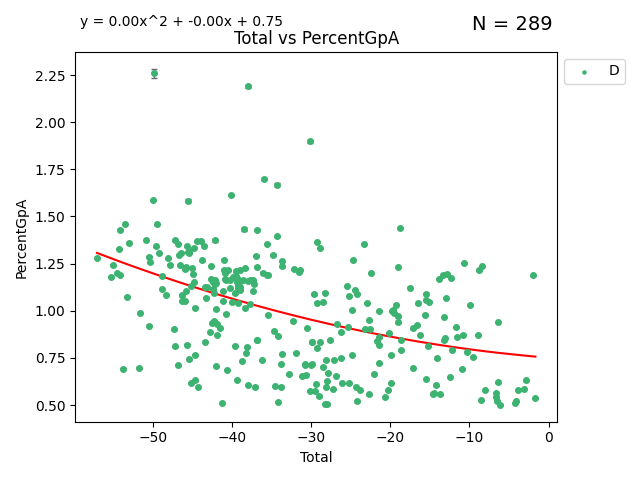 y = 0.00x^2 + -0.00x + 0.75
N = 289
Total vs PercentGpA
D
PercentGpA
2.25
2.00
1.75
1.50
1.25
1.00
0.75
0.50
−50 −40 −30 −20 −10 0
Total